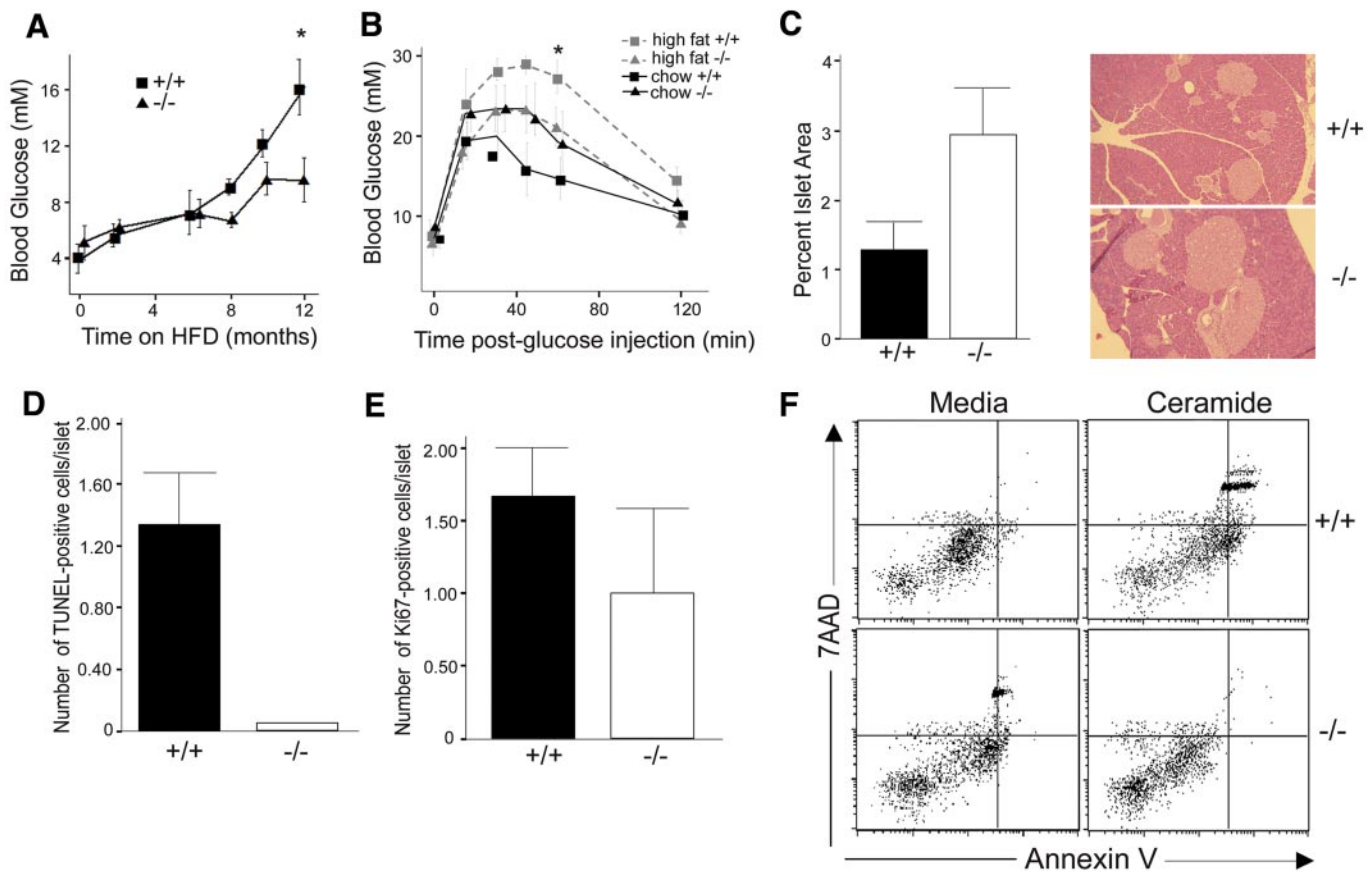 A
*
+/+
-/-
Blood Glucose (mM)
16
12
8
4
0 4 8 12
Time on HFD (months)
B
*
high fat +/+
high fat -/-
chow +/+
chow -/-
Blood Glucose (mM)
30
20
10
0 40 80 120
Time post-glucose injection (min)
C
Percent Islet Area
4
3
2
1
0
+/+ -/-
+/+
-/-
D
Number of TUNEL-positive cells/islet
2.00
1.60
1.20
0.80
0.40
0
+/+ -/-
E
Number of Ki67-positive cells/islet
2.00
1.50
1.00
0.50
0
+/+ -/-
F
Media Ceramide
+/+
-/-
7AAD
Annexin V